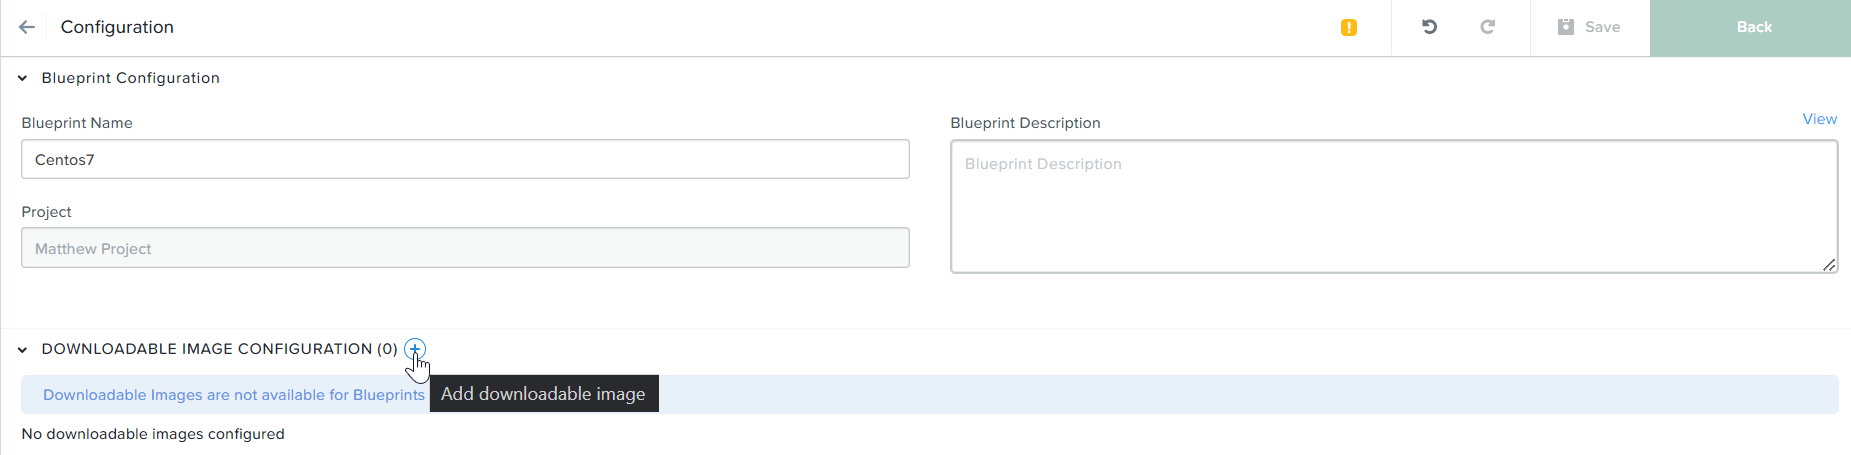 Configuration
Save
Back
Blueprint Configuration
Blueprint Name
Centos7
Blueprint Description
View
Blueprint Description
Project
Matthew Project
DOWNLOADABLE IMAGE CONFIGURATION (0)
Downloadable Images are not available for Blueprints
Add downloadable image
No downloadable images configured